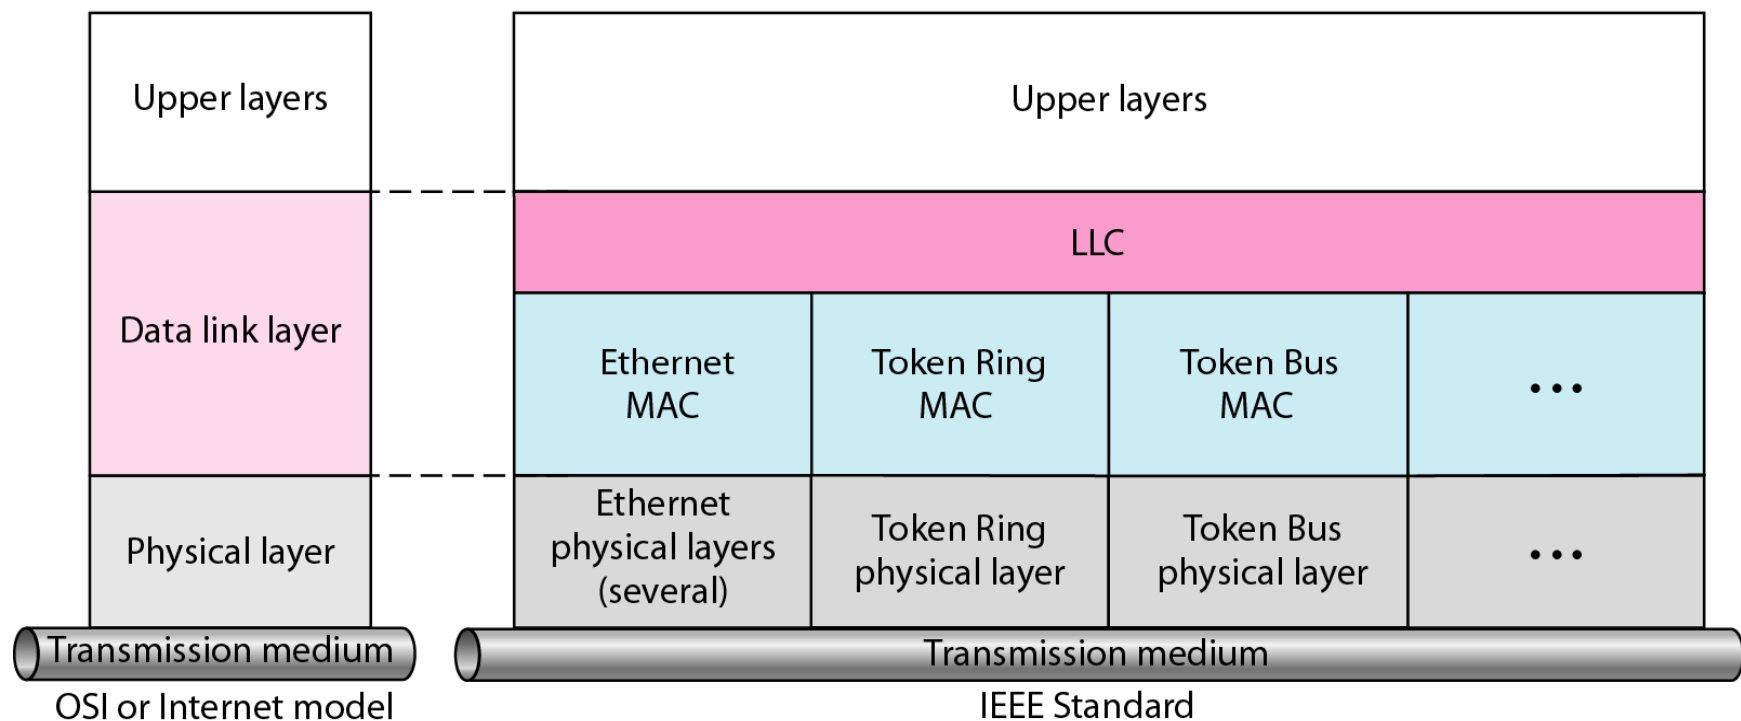 Upper layers
Upper layers
LLC
Data link layer
Ethernet
MAC
Token Ring
MAC
Token Bus
MAC
...
Physical layer
Ethernet
physical layers
(several)
Token Ring
physical layer
Token Bus
physical layer
...
Transmission medium
Transmission medium
OSI or Internet model
IEEE Standard